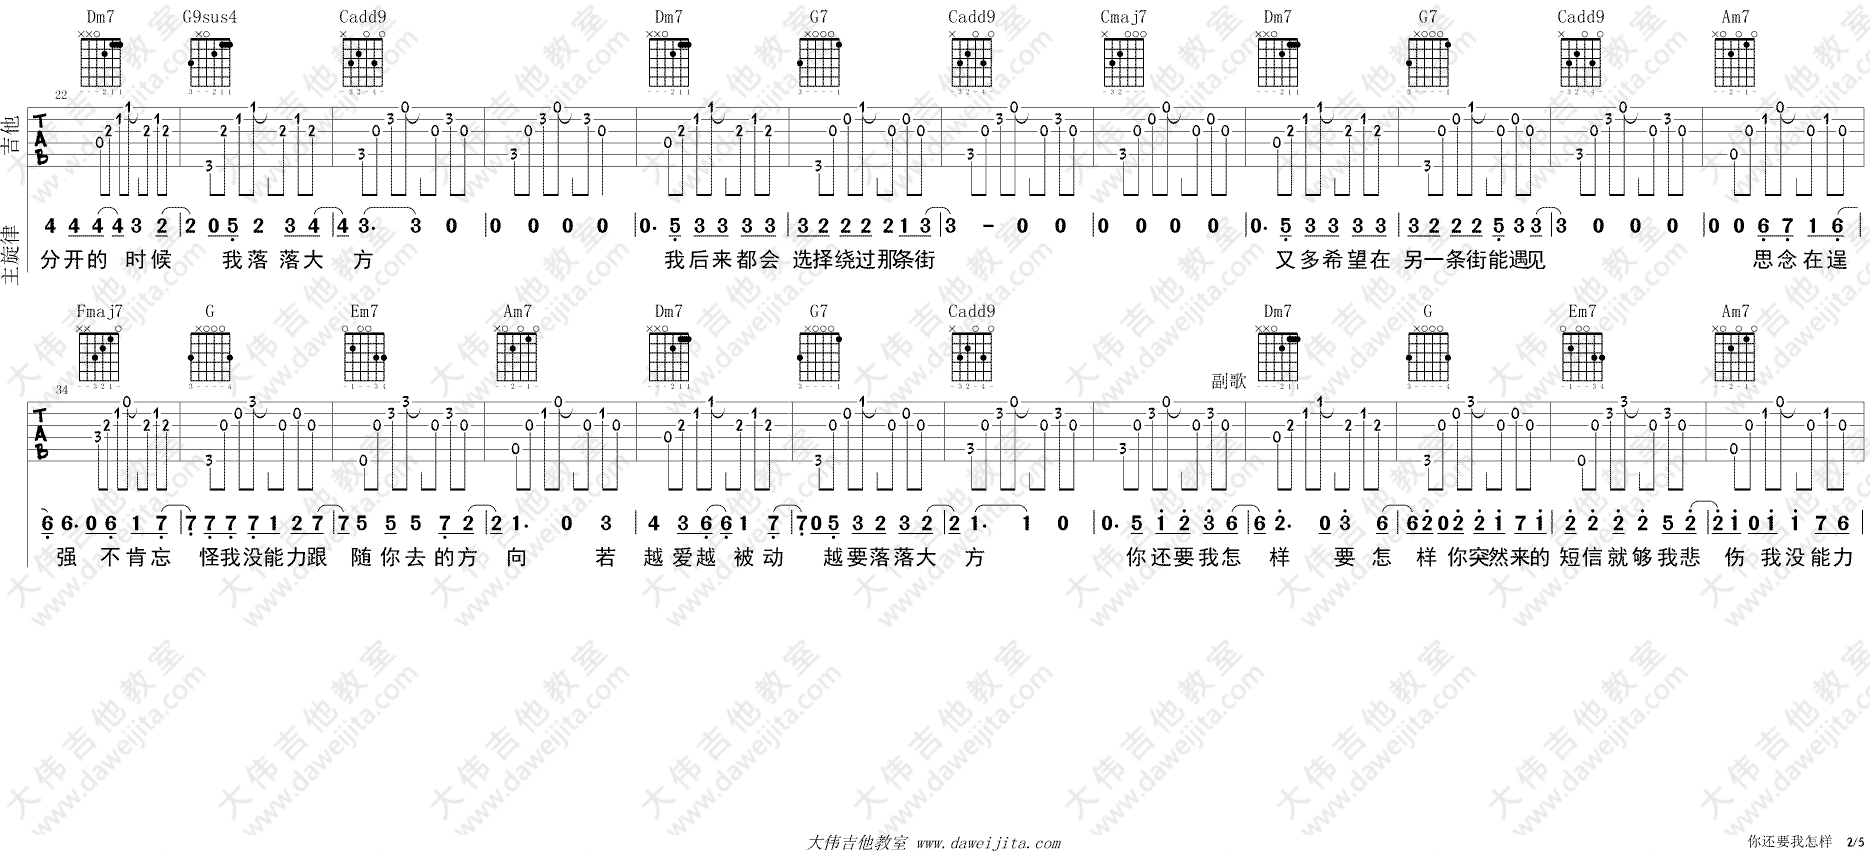 Dm7 G9sus4 Cadd9 Dm7 G7 Cadd9 Cmaj7 Dm7 G7 Cadd9 Am7
22
吉他
TAB
主旋律
4 4 4 4 3 2 | 2 0 5 2 3 4 | 4 3. 3 0 | 0 0 0 0 | 0. 5 3 3 3 3 | 3 2 2 2 2 1 3 | 3 - 0 0 | 0 0 0 0 | 0. 5 3 3 3 3 | 3 2 2 2 5 3 3 | 3 0 0 0 | 0 0 6 7 1 6 |
分开的 时候 我落落大 方 我后来都会 选择绕过那条街 又多希望在 另一条街能遇见 思念在逞
Fmaj7 G Em7 Am7 Dm7 G7 Cadd9 Dm7 G Em7 Am7
34
副歌
TAB
6 6. 0 6 1 7 | 7 7 7 7 1 2 7 | 7 5 5 5 7 2 | 2 1. 0 3 | 4 3 6 6 1 7 | 7 0 5 3 2 3 2 | 2 1. 1 0 | 0. 5 1 2 3 6 | 6 2. 0 3 6 | 6 2 0 2 2 1 7 1 | 2 2 2 2 5 2 | 2 1 0 1 1 7 6 |
强 不肯忘 怪我没能力跟 随你去的方 向 若 越爱越被动 越要落落大 方 你还要我怎 样 要怎 样 你突然来的 短信就够我悲 伤 我没能力
大伟吉他教室 www.daweijita.com
你还要我怎样 2/5